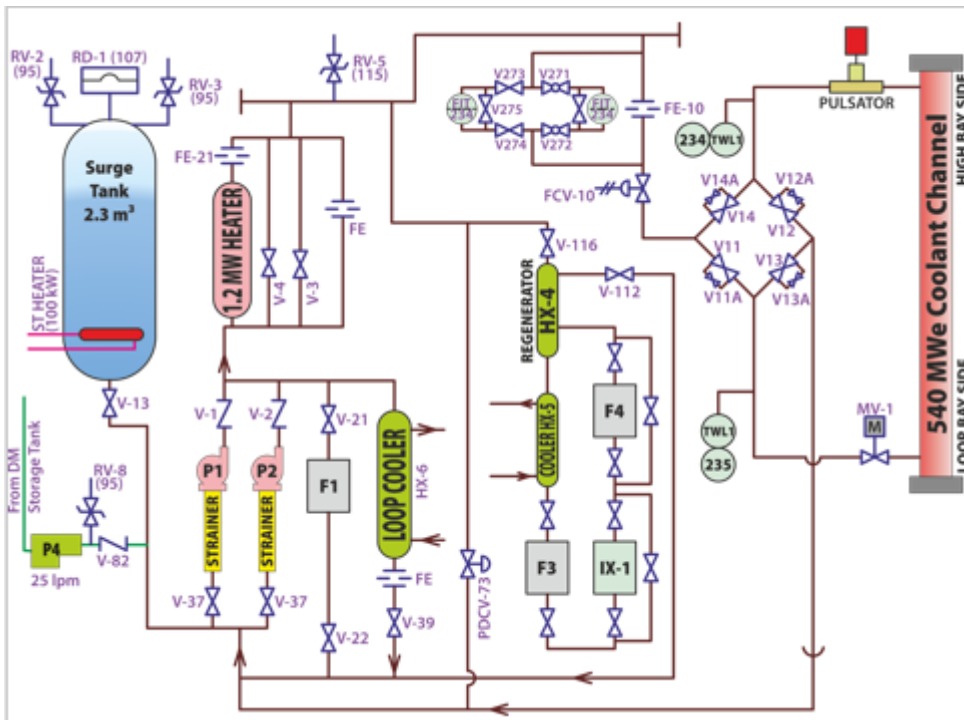 RV-2
(95)
RD-1 (107)
RV-3
(95)
Surge
Tank
2.3 m³
ST HEATER
(100 kW)
V-13
From DM
Storage Tank
RV-8
(95)
P4
25 lpm
V-82
RV-5
(115)
FE-21
1.2 MW HEATER
V-4
V-3
FE
V-1
V-2
P1
P2
STRAINER
STRAINER
V-37
V-37
V-21
F1
V-22
LOOP COOLER
HX-6
FE
V-39
V273
V271
FIT
234
V275
FIT
234
V274
V272
FE-10
FCV-10
V-116
REGENERATOR
HX-4
V-112
COOLER HX-5
F4
F3
IX-1
PDCV-73
PULSATOR
234
TWL1
V14A
V12A
V14
V12
V11
V13
V11A
V13A
TWL1
235
MV-1
M
540 MWe Coolant Channel
HIGH BAY SIDE
LOOP BAY SIDE